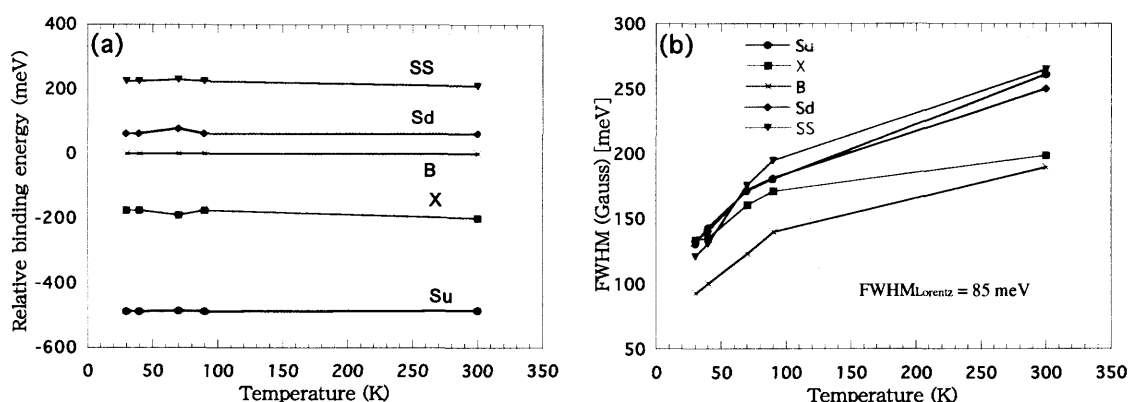 (a)
400
200
0
-200
-400
-600
Relative binding energy (meV)
SS
Sd
B
X
Su
0 50 100 150 200 250 300 350
Temperature (K)
(b)
300
250
200
150
100
50
FWHM (Gauss) [meV]
Su
X
B
Sd
SS
FWHMLorentz = 85 meV
0 50 100 150 200 250 300 350
Temperature (K)